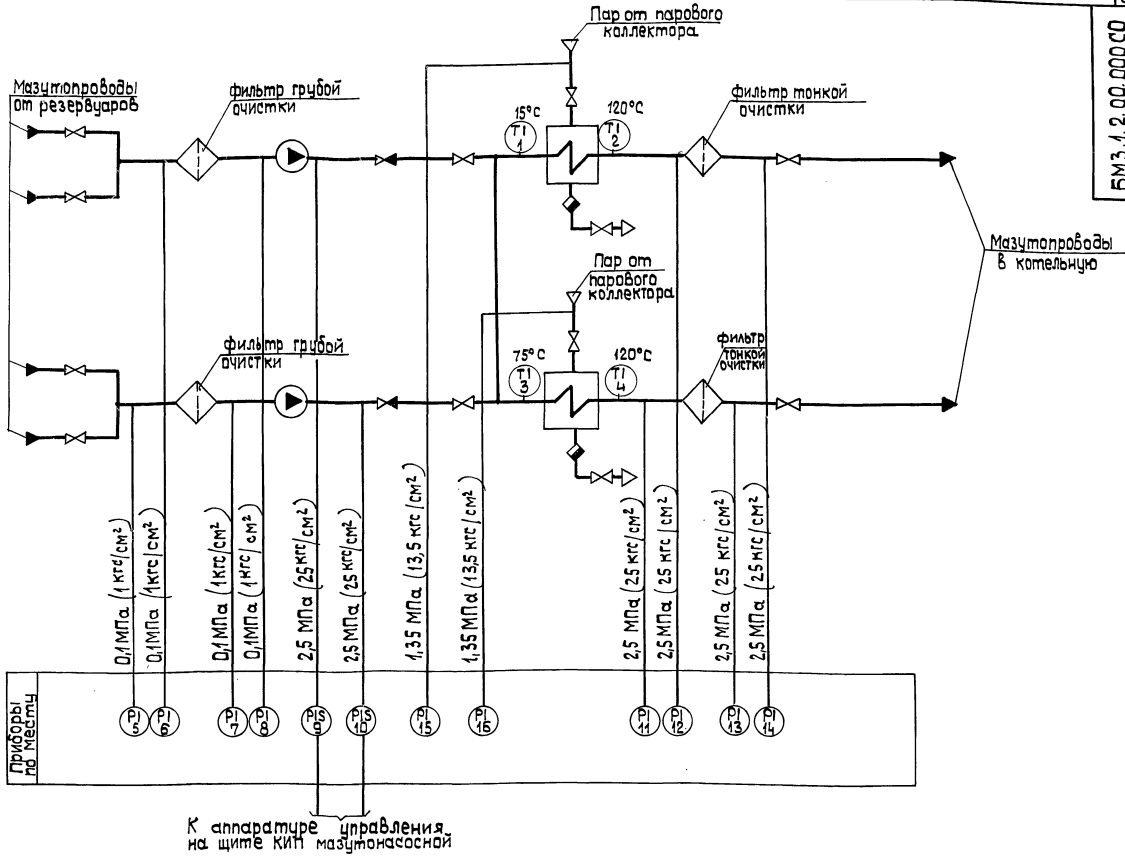 Пар от парового
коллектора
БМ3.1.2.00.000 СО
Мазутопроводы
от резервуаров
фильтр грубой
очистки
15°С
120°С
фильтр тонкой
очистки
TI
1
TI
2
Мазутопроводы
в котельную
Пар от
парового
коллектора
фильтр грубой
очистки
75°С
120°С
фильтр
тонкой
очистки
TI
3
TI
4
0,1 МПа (1 кгс/см²)
0,1 МПа (1 кгс/см²)
0,1 МПа (1 кгс/см²)
0,1 МПа (1 кгс/см²)
2,5 МПа (25 кгс/см²)
2,5 МПа (25 кгс/см²)
1,35 МПа (13,5 кгс/см²)
1,35 МПа (13,5 кгс/см²)
2,5 МПа (25 кгс/см²)
2,5 МПа (25 кгс/см²)
2,5 МПа (25 кгс/см²)
2,5 МПа (25 кгс/см²)
Приборы
по месту
PI
5
PI
6
PI
7
PI
8
PIS
9
PIS
10
PI
15
PI
16
PI
11
PI
12
PI
13
PI
14
К аппаратуре управления
на щите КИП мазутонасосной